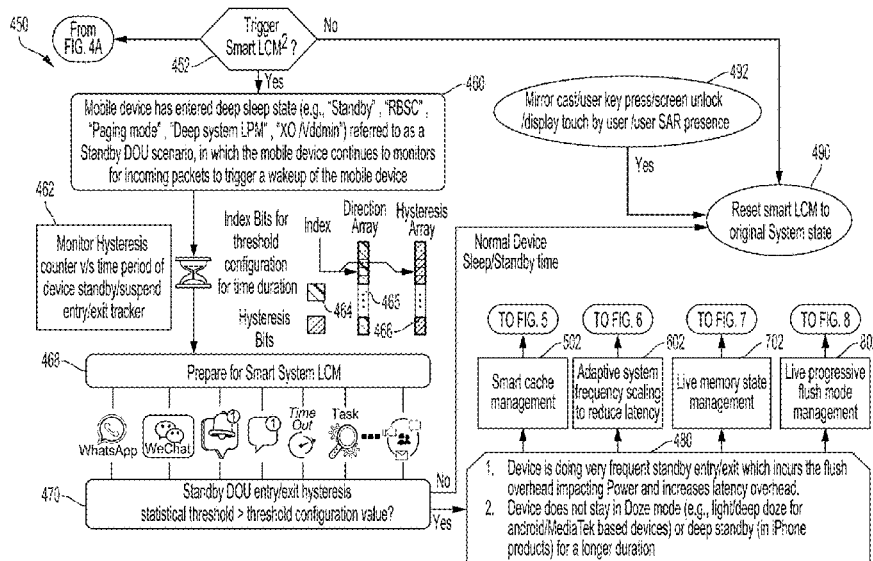 450
From
FIG. 4A
Trigger
Smart LCM2 ?
452
No
Yes
460
Mobile device has entered deep sleep state (e.g., "Standby" , "RBSC" ,
"Paging mode" , "Deep system LPM" , "XO /Vddmin") referred to as a
Standby DOU scenario, in which the mobile device continues to monitors
for incoming packets to trigger a wakeup of the mobile device
492
Mirror cast/user key press/screen unlock
/display touch by user /user SAR presence
Yes
490
Reset smart LCM to
original System state
462
Monitor Hysteresis
counter v/s time period of
device standby/suspend
entry/exit tracker
Index Bits for
threshold
configuration
for time duration
Hysteresis
Bits
Index
Direction
Array
Hysteresis
Array
464
465
466
Normal Device
Sleep/Standby time
468
Prepare for Smart System LCM
WhatsApp
WeChat
1
1
Time
Out
Task
470
Standby DOU entry/exit hysteresis
statistical threshold > threshold configuration value?
No
Yes
TO FIG. 5
TO FIG. 6
TO FIG. 7
TO FIG. 8
502
602
702
80
Smart cache
management
Adaptive system
frequency scaling
to reduce latency
Live memory state
management
Live progressive
flush mode
management
480
1. Device is doing very frequent standby entry/exit which incurs the flush
overhead impacting Power and increases latency overhead.
2. Device does not stay in Doze mode (e.g., light/deep doze for
android/MediaTek based devices) or deep standby (in iPhone
products) for a longer duration